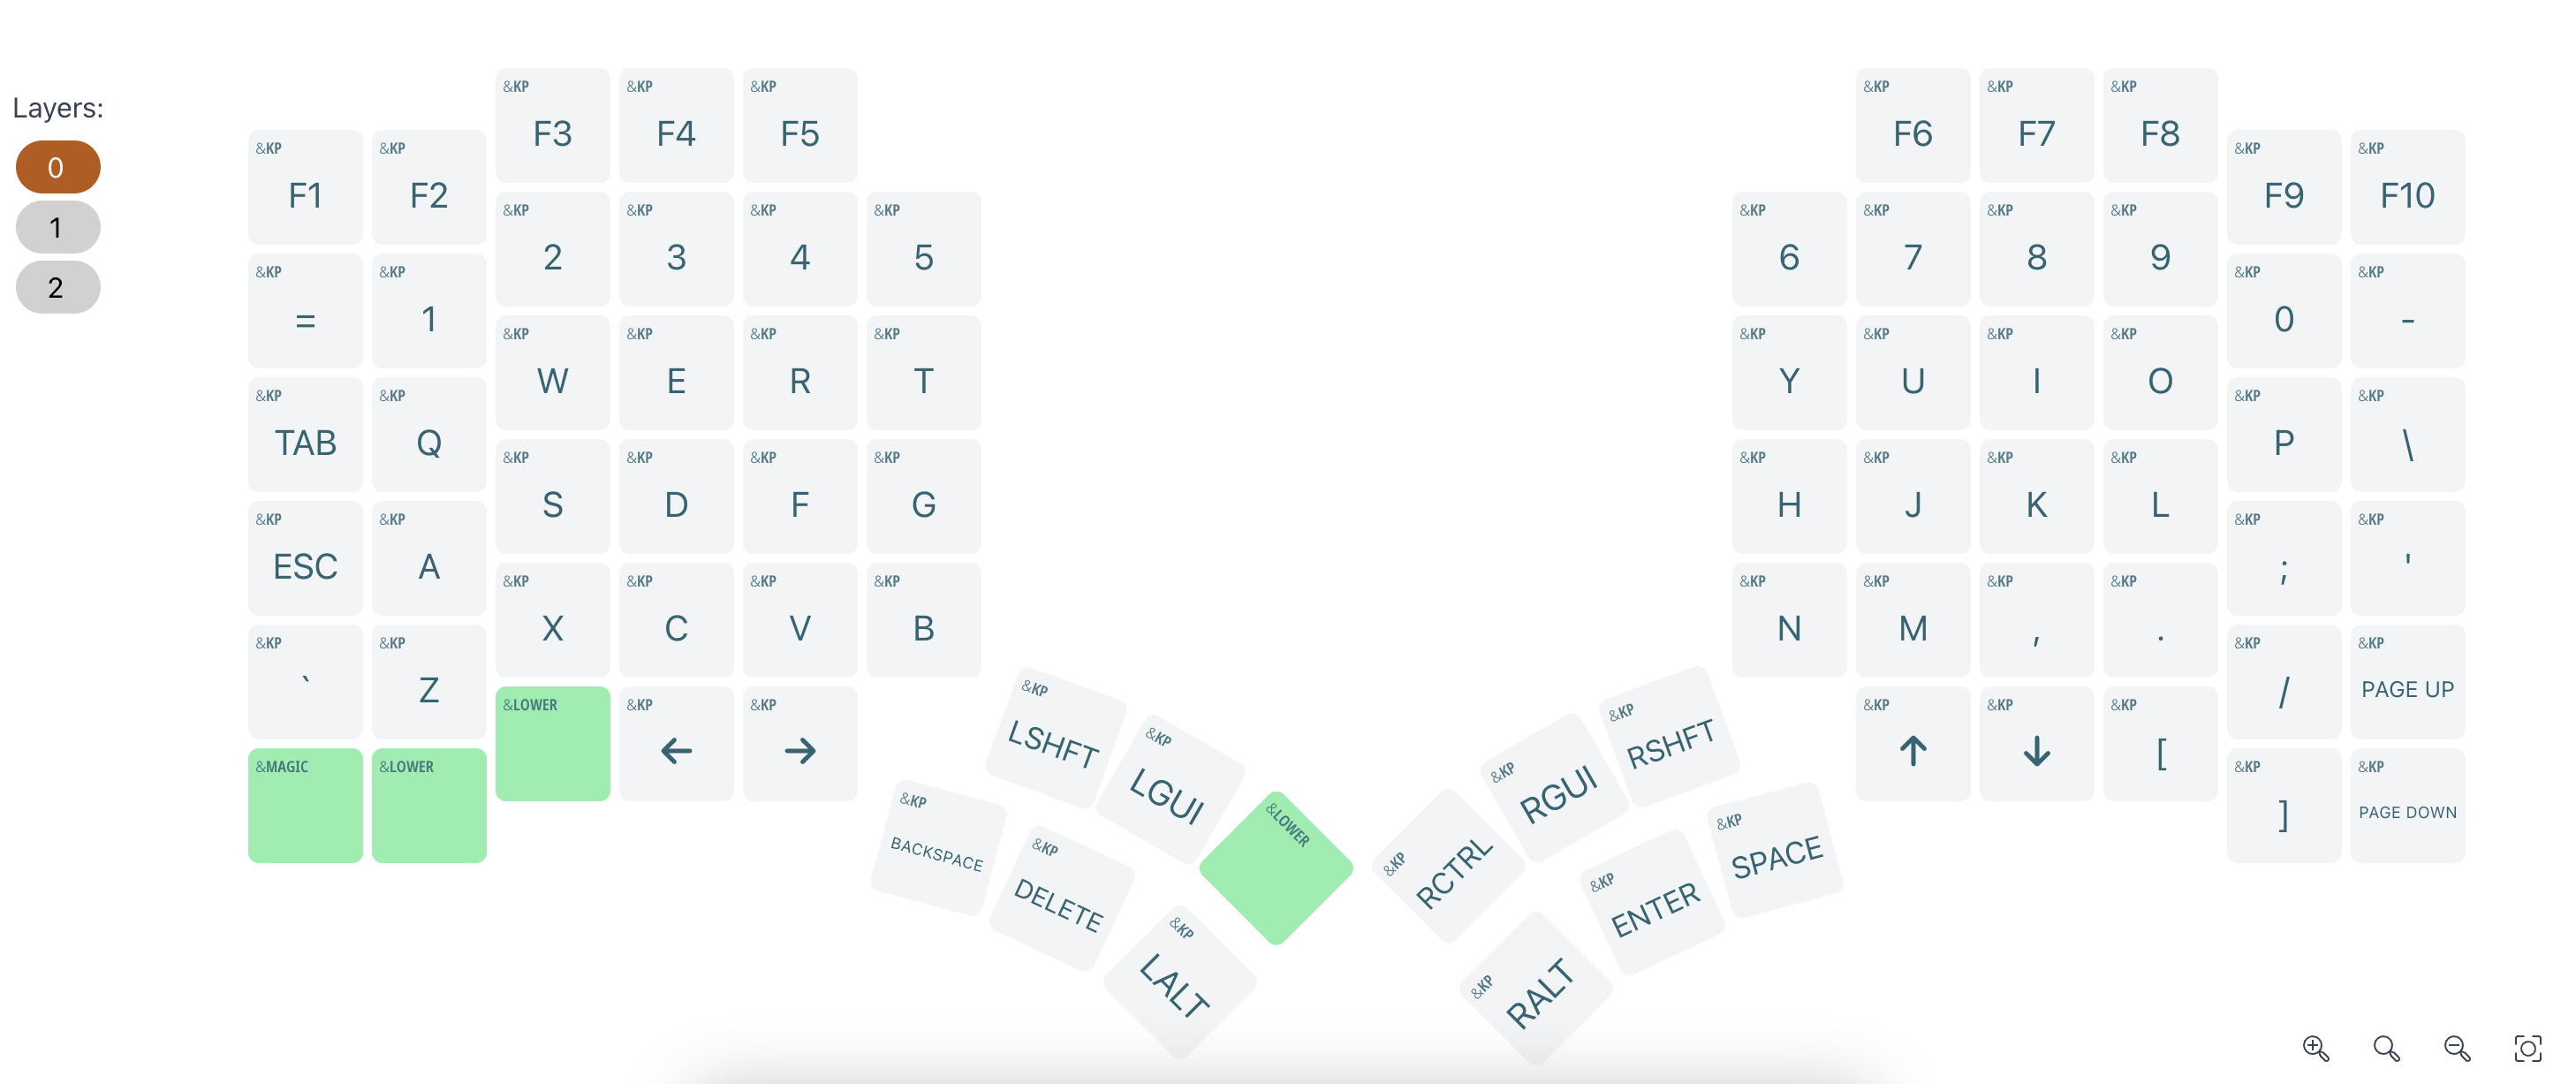 Layers:
0
1
2
&KP F3
&KP F4
&KP F5
&KP F6
&KP F7
&KP F8
&KP F1
&KP F2
&KP F9
&KP F10
&KP 2
&KP 3
&KP 4
&KP 5
&KP 6
&KP 7
&KP 8
&KP 9
&KP =
&KP 1
&KP 0
&KP -
&KP W
&KP E
&KP R
&KP T
&KP Y
&KP U
&KP I
&KP O
&KP TAB
&KP Q
&KP P
&KP \
&KP S
&KP D
&KP F
&KP G
&KP H
&KP J
&KP K
&KP L
&KP ESC
&KP A
&KP ;
&KP '
&KP X
&KP C
&KP V
&KP B
&KP N
&KP M
&KP ,
&KP .
&KP `
&KP Z
&KP /
&KP PAGE UP
&LOWER
&KP ←
&KP →
&KP ↑
&KP ↓
&KP [
&MAGIC
&LOWER
&KP ]
&KP PAGE DOWN
&KP LSHFT
&KP LGUI
&LOWER
&KP RCTRL
&KP RGUI
&KP RSHFT
&KP BACKSPACE
&KP DELETE
&KP LALT
&KP RALT
&KP ENTER
&KP SPACE